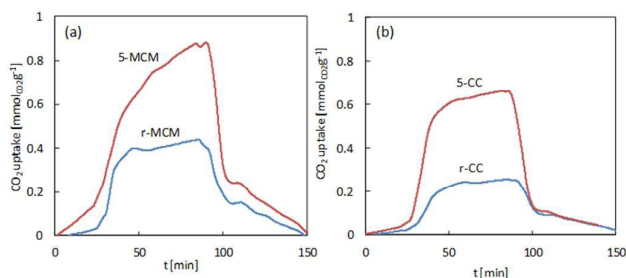 (a)
CO2 uptake [mmolCO2g-1]
1
0.8
0.6
0.4
0.2
0
5-MCM
r-MCM
0 50 100 150
t [min]
(b)
CO2 uptake [mmolCO2g-1]
1
0.8
0.6
0.4
0.2
0
5-CC
r-CC
0 50 100 150
t [min]